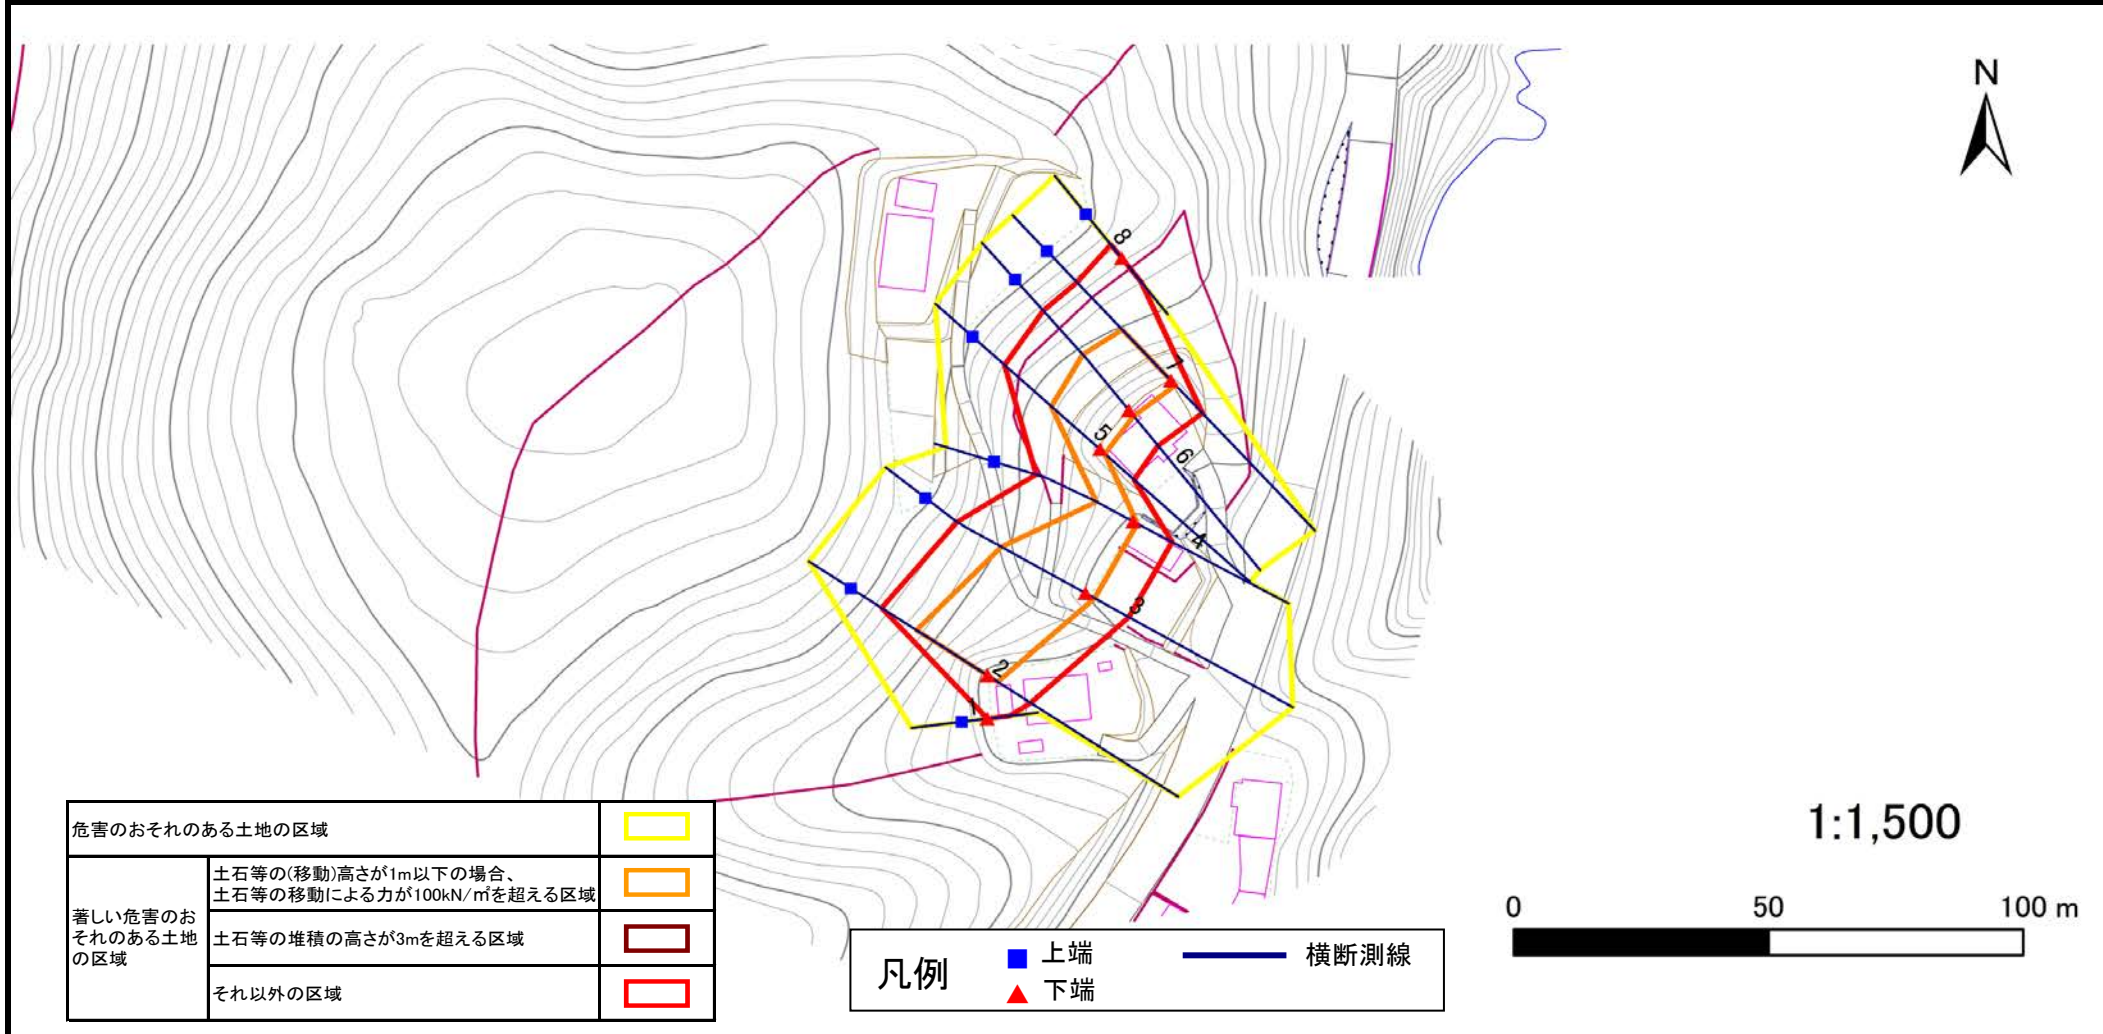 N
8
7
5
6
4
3
2
1
1:1,500
0 50 100 m
危害のおそれのある土地の区域
著しい危害のお
それのある土地
の区域
土石等の(移動)高さが1m以下の場合、
土石等の移動による力が100kN/㎡を超える区域
土石等の堆積の高さが3mを超える区域
それ以外の区域
凡例
上端
下端
横断測線